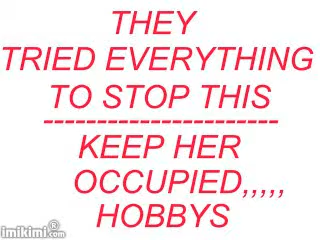 THEY
TRIED EVERYTHING
TO STOP THIS
----------------------
KEEP HER
OCCUPIED,,,,,
HOBBYS
imikimi.com®